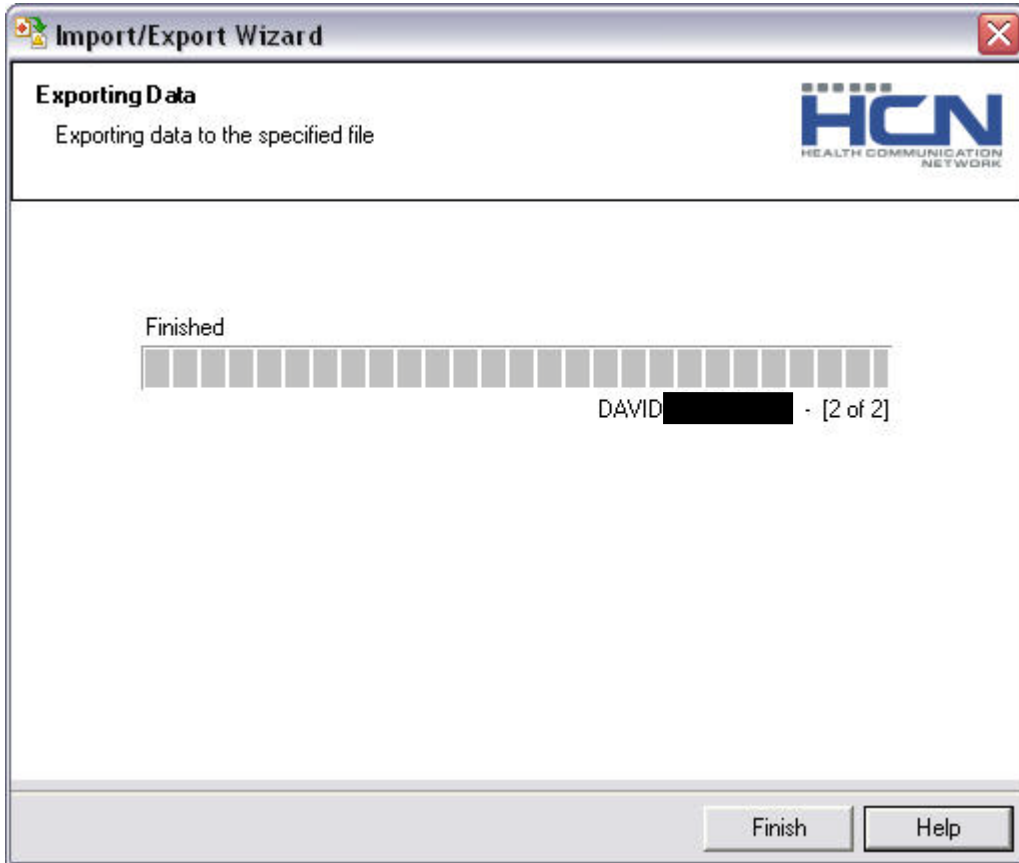 Import/Export Wizard
Exporting Data
Exporting data to the specified file
HCN
HEALTH COMMUNICATION
NETWORK
Finished
DAVID - [2 of 2]
Finish Help